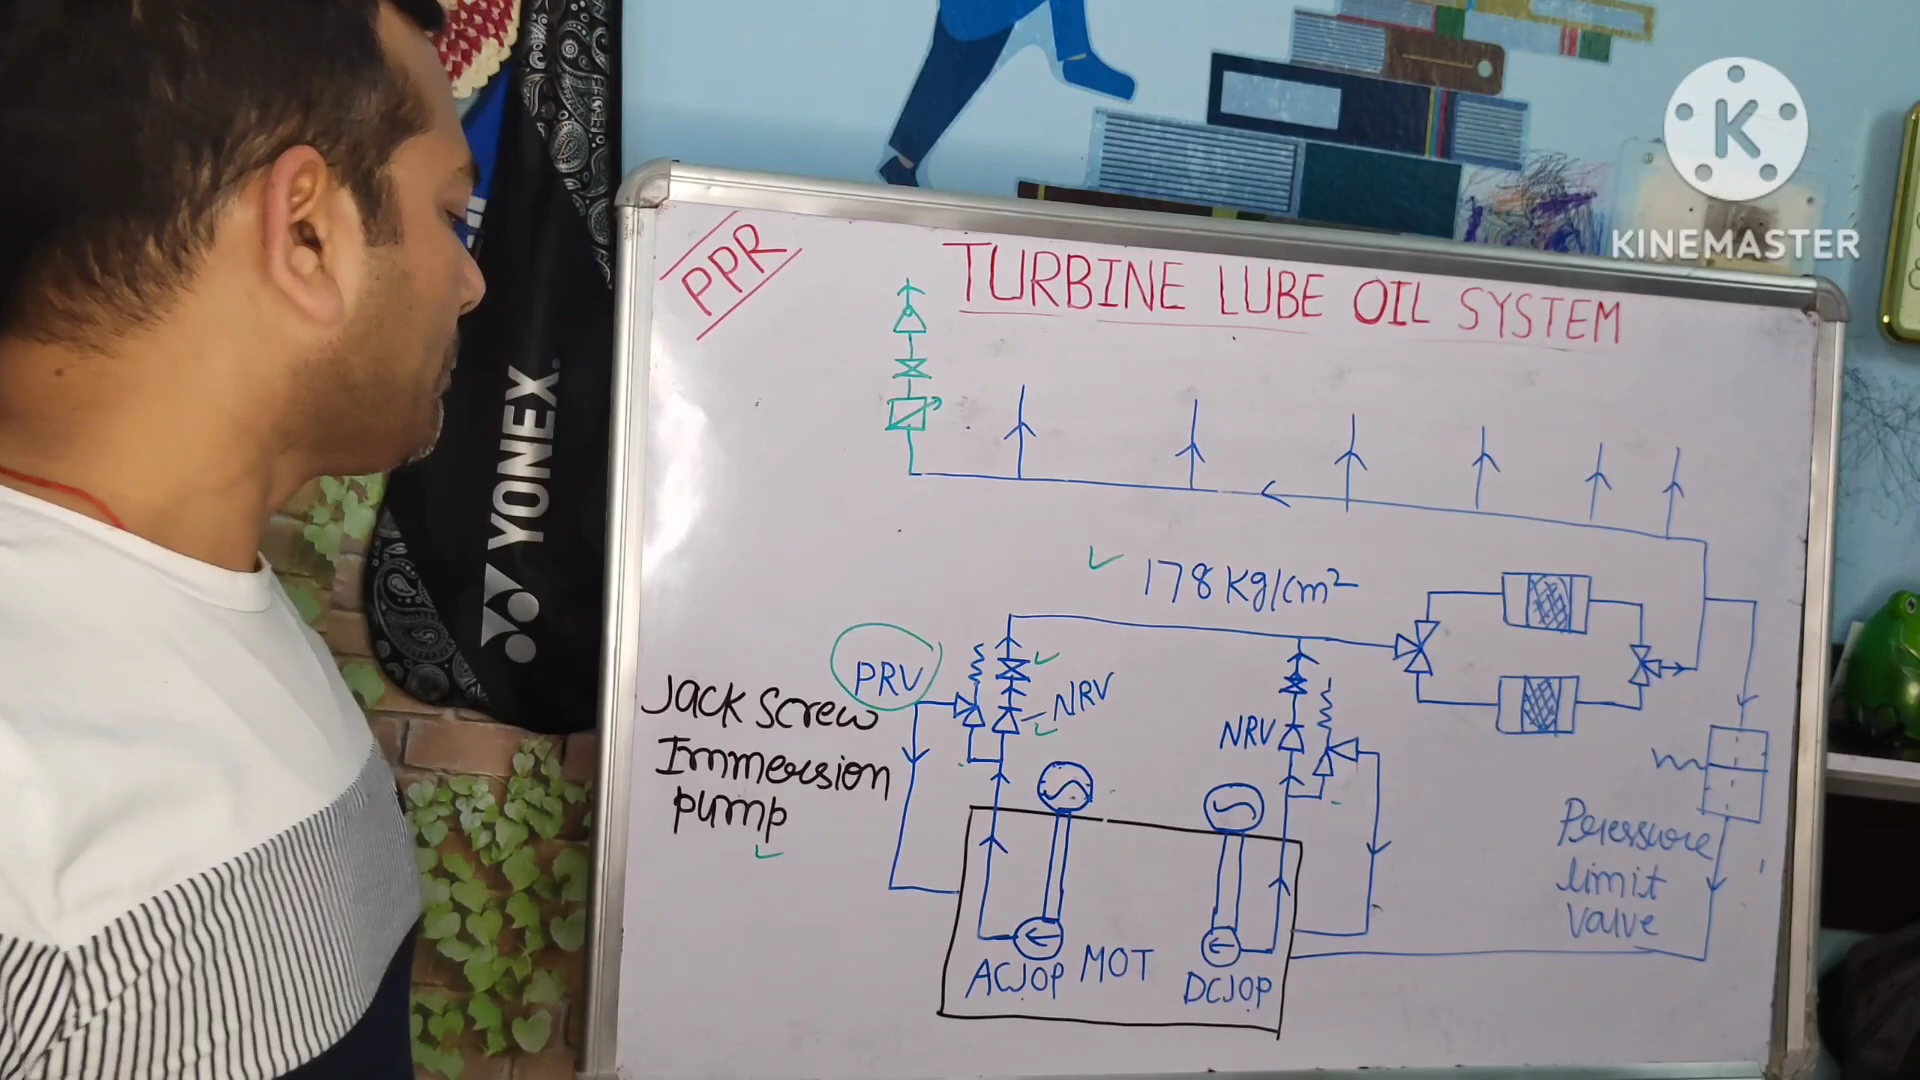 KINEMASTER
K
YONEX
PPR
TURBINE LUBE OIL SYSTEM
178 Kg/cm²
PRV
NRV
Jack Screw
Immersion
pump
NRV
Pressure
limit
valve
ACJOP
MOT
DCJOP